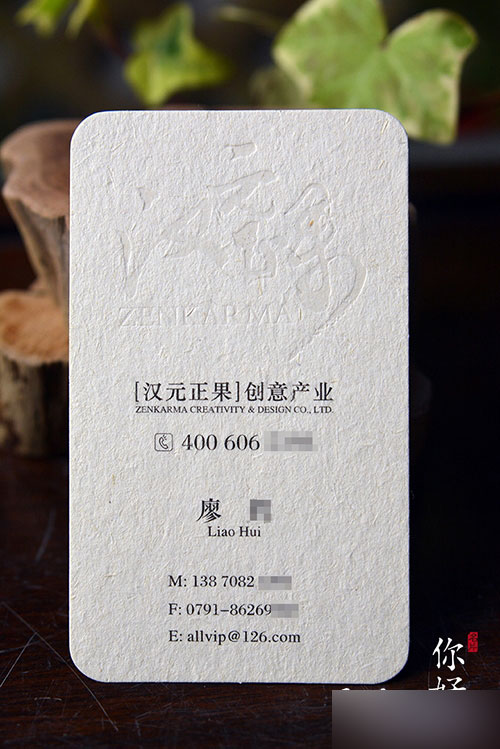 ZENKARMA
[汉元正果]创意产业
ZENKARMA CREATIVITY & DESIGN CO., LTD.
400 606
廖
Liao Hui
M: 138 7082
F: 0791-86269
E: allvip@126.com
你好